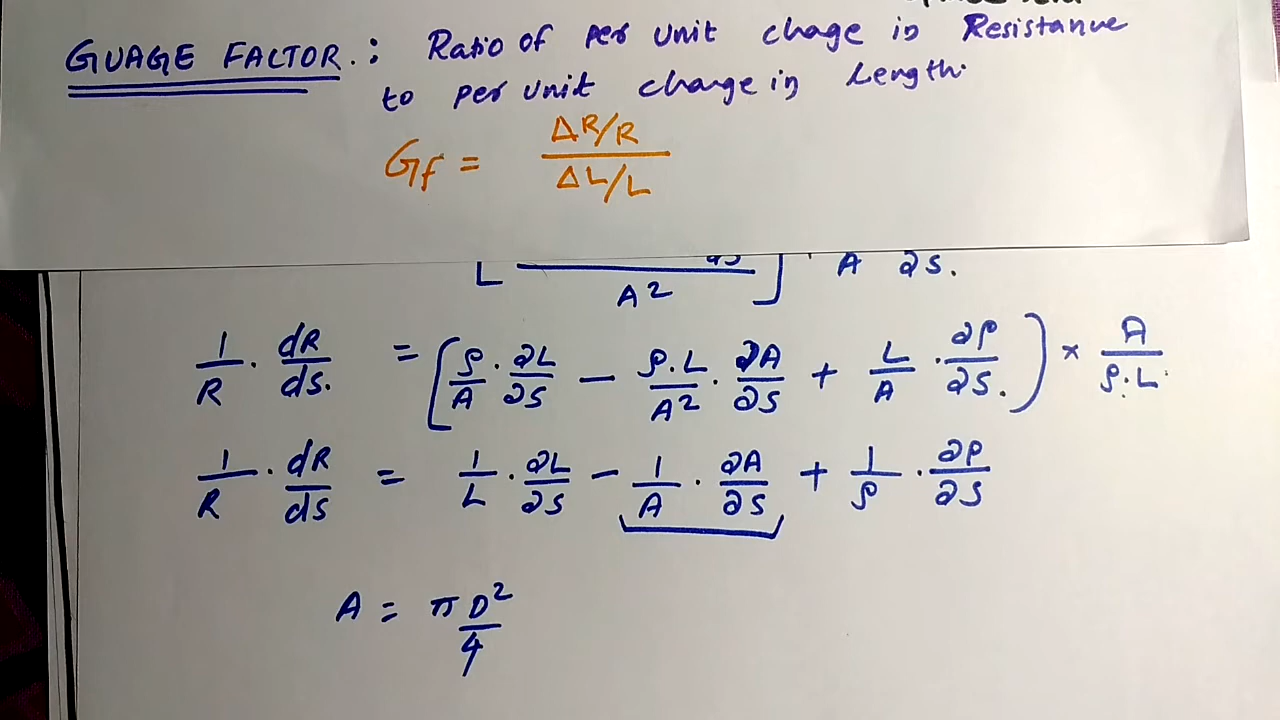 GUAGE FACTOR.: Ratio of per unit chage in Resistance
to per unit change in Length.
Gf = ΔR/R / ΔL/L
A² ] · A ∂s.
1/R · dR/ds. = (ρ/A · ∂L/∂S − ρ.L/A² · ∂A/∂S + L/A · ∂ρ/∂S.) × A/ρ.L.
1/R · dR/dS = 1/L · ∂L/∂S − 1/A · ∂A/∂S + 1/ρ · ∂ρ/∂S
A = πD²/4